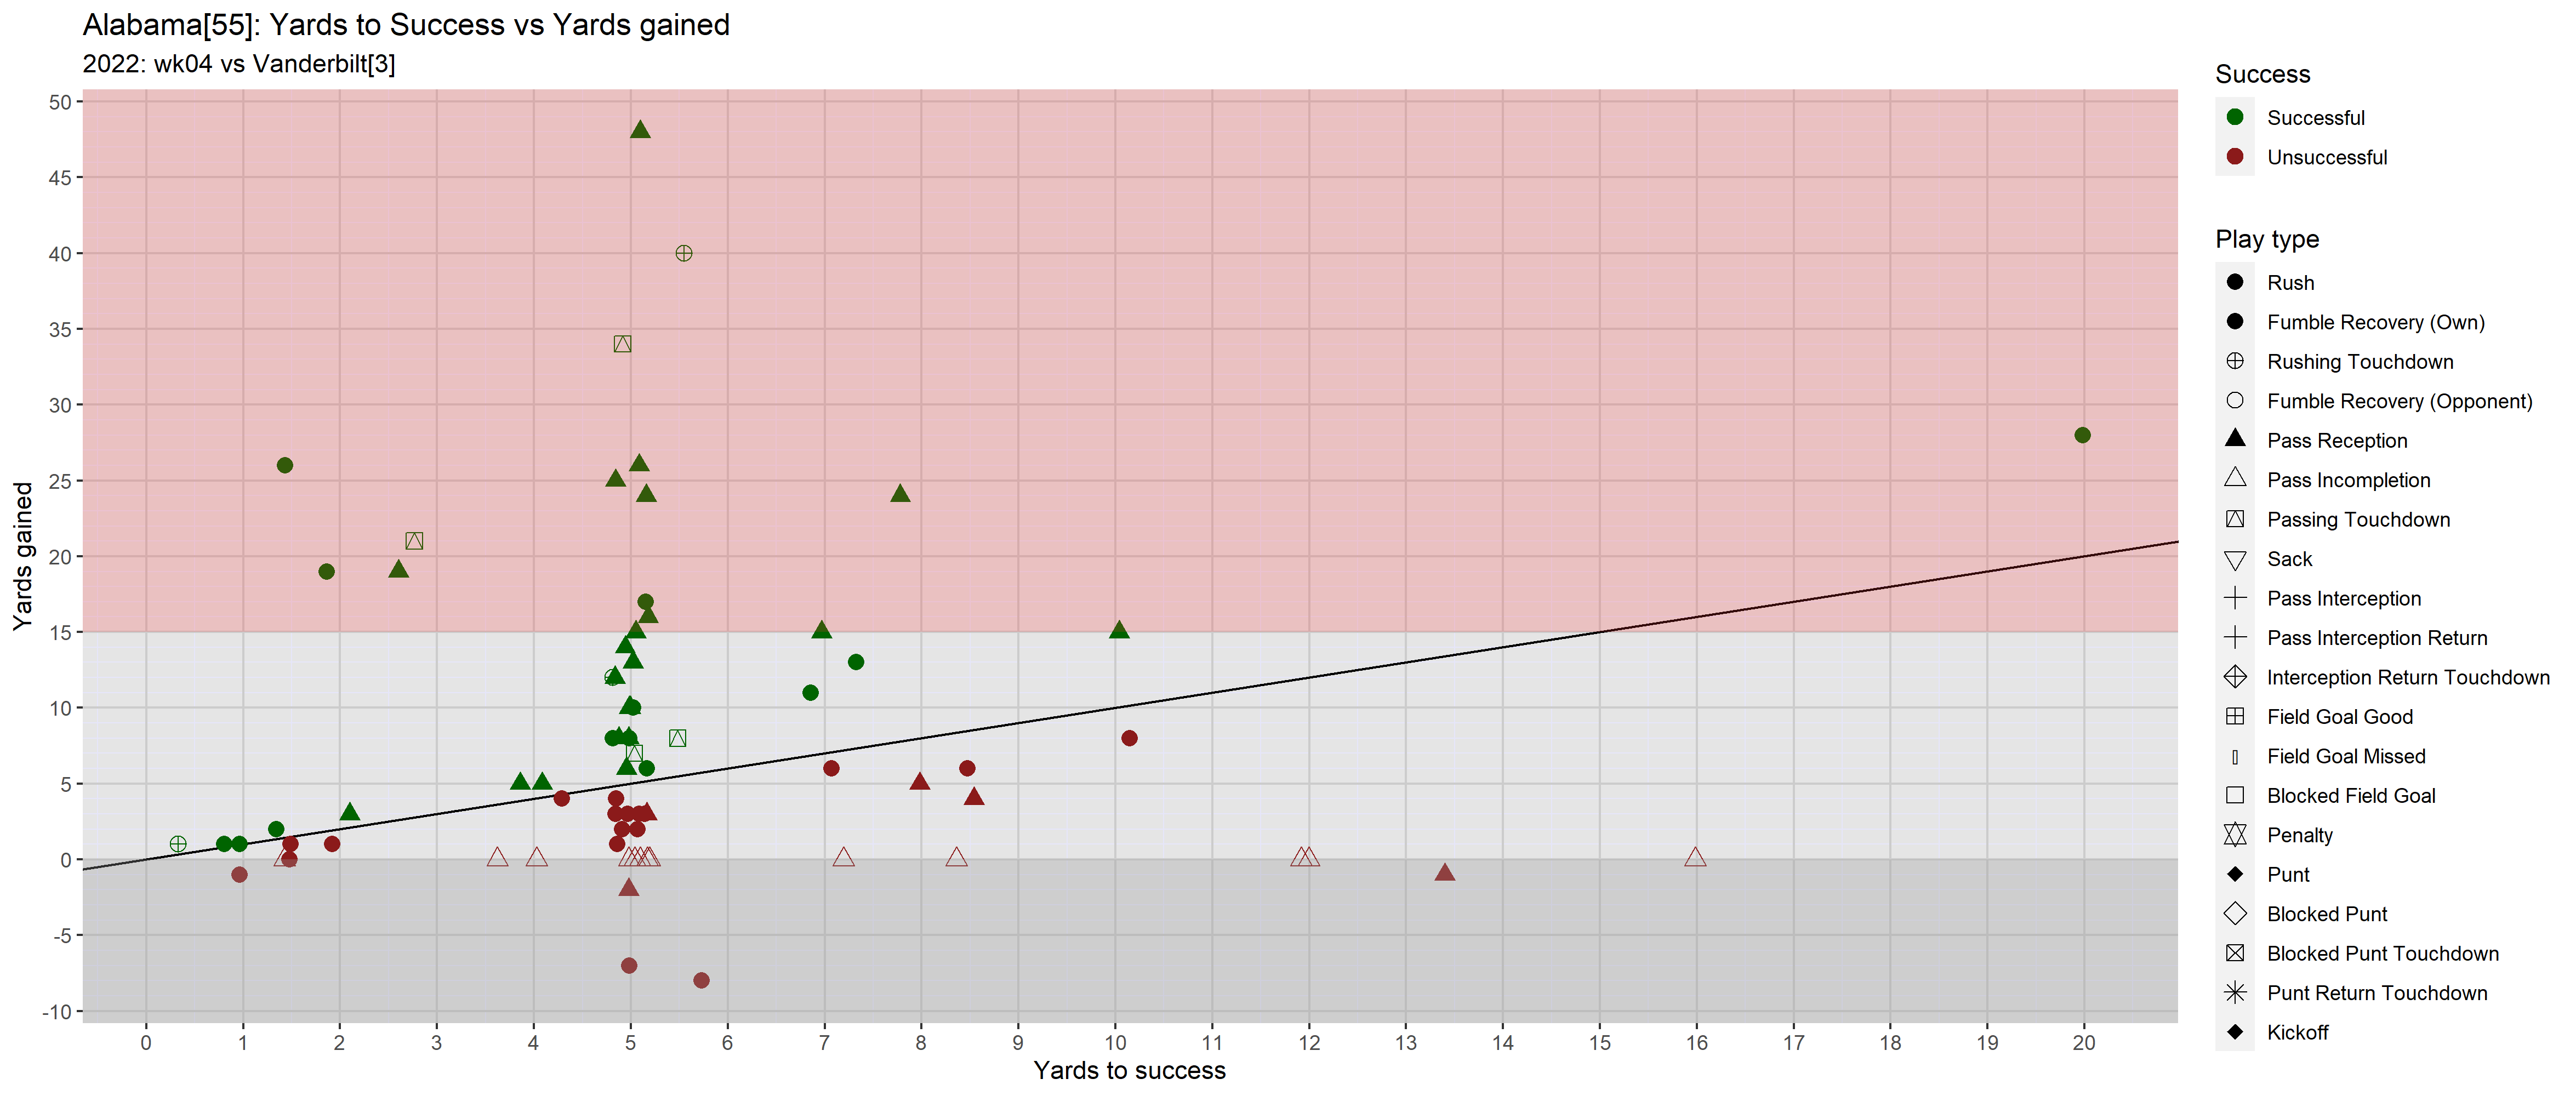 Alabama[55]: Yards to Success vs Yards gained
2022: wk04 vs Vanderbilt[3]
Yards gained
50
45
40
35
30
25
20
15
10
5
0
-5
-10
0 1 2 3 4 5 6 7 8 9 10 11 12 13 14 15 16 17 18 19 20
Yards to success
Success
Successful
Unsuccessful
Play type
Rush
Fumble Recovery (Own)
Rushing Touchdown
Fumble Recovery (Opponent)
Pass Reception
Pass Incompletion
Passing Touchdown
Sack
Pass Interception
Pass Interception Return
Interception Return Touchdown
Field Goal Good
Field Goal Missed
Blocked Field Goal
Penalty
Punt
Blocked Punt
Blocked Punt Touchdown
Punt Return Touchdown
Kickoff